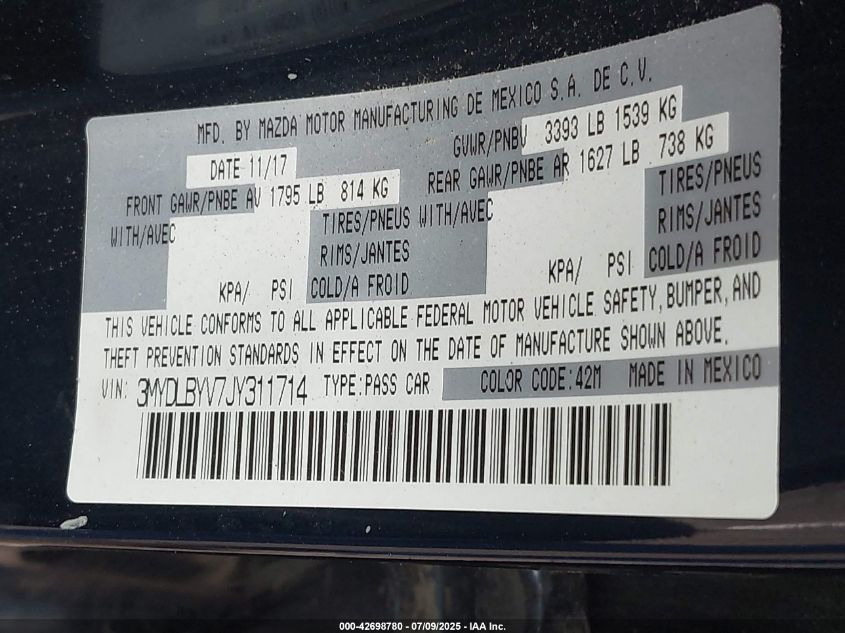 MFD. BY MAZDA MOTOR MANUFACTURING DE MEXICO S.A. DE C.V.
DATE 11/17 GVWR/PNBV 3393 LB 1539 KG
FRONT GAWR/PNBE AV 1795 LB 814 KG REAR GAWR/PNBE AR 1627 LB 738 KG
WITH/AVEC TIRES/PNEUS WITH/AVEC TIRES/PNEUS
RIMS/JANTES RIMS/JANTES
KPA/ PSI COLD/A FROID KPA/ PSI COLD/A FROID
THIS VEHICLE CONFORMS TO ALL APPLICABLE FEDERAL MOTOR VEHICLE SAFETY, BUMPER, AND
THEFT PREVENTION STANDARDS IN EFFECT ON THE DATE OF MANUFACTURE SHOWN ABOVE.
VIN: 3MYDLBYV7JY311714 TYPE:PASS CAR COLOR CODE:42M MADE IN MEXICO
000-42698780 - 07/09/2025 - IAA Inc.